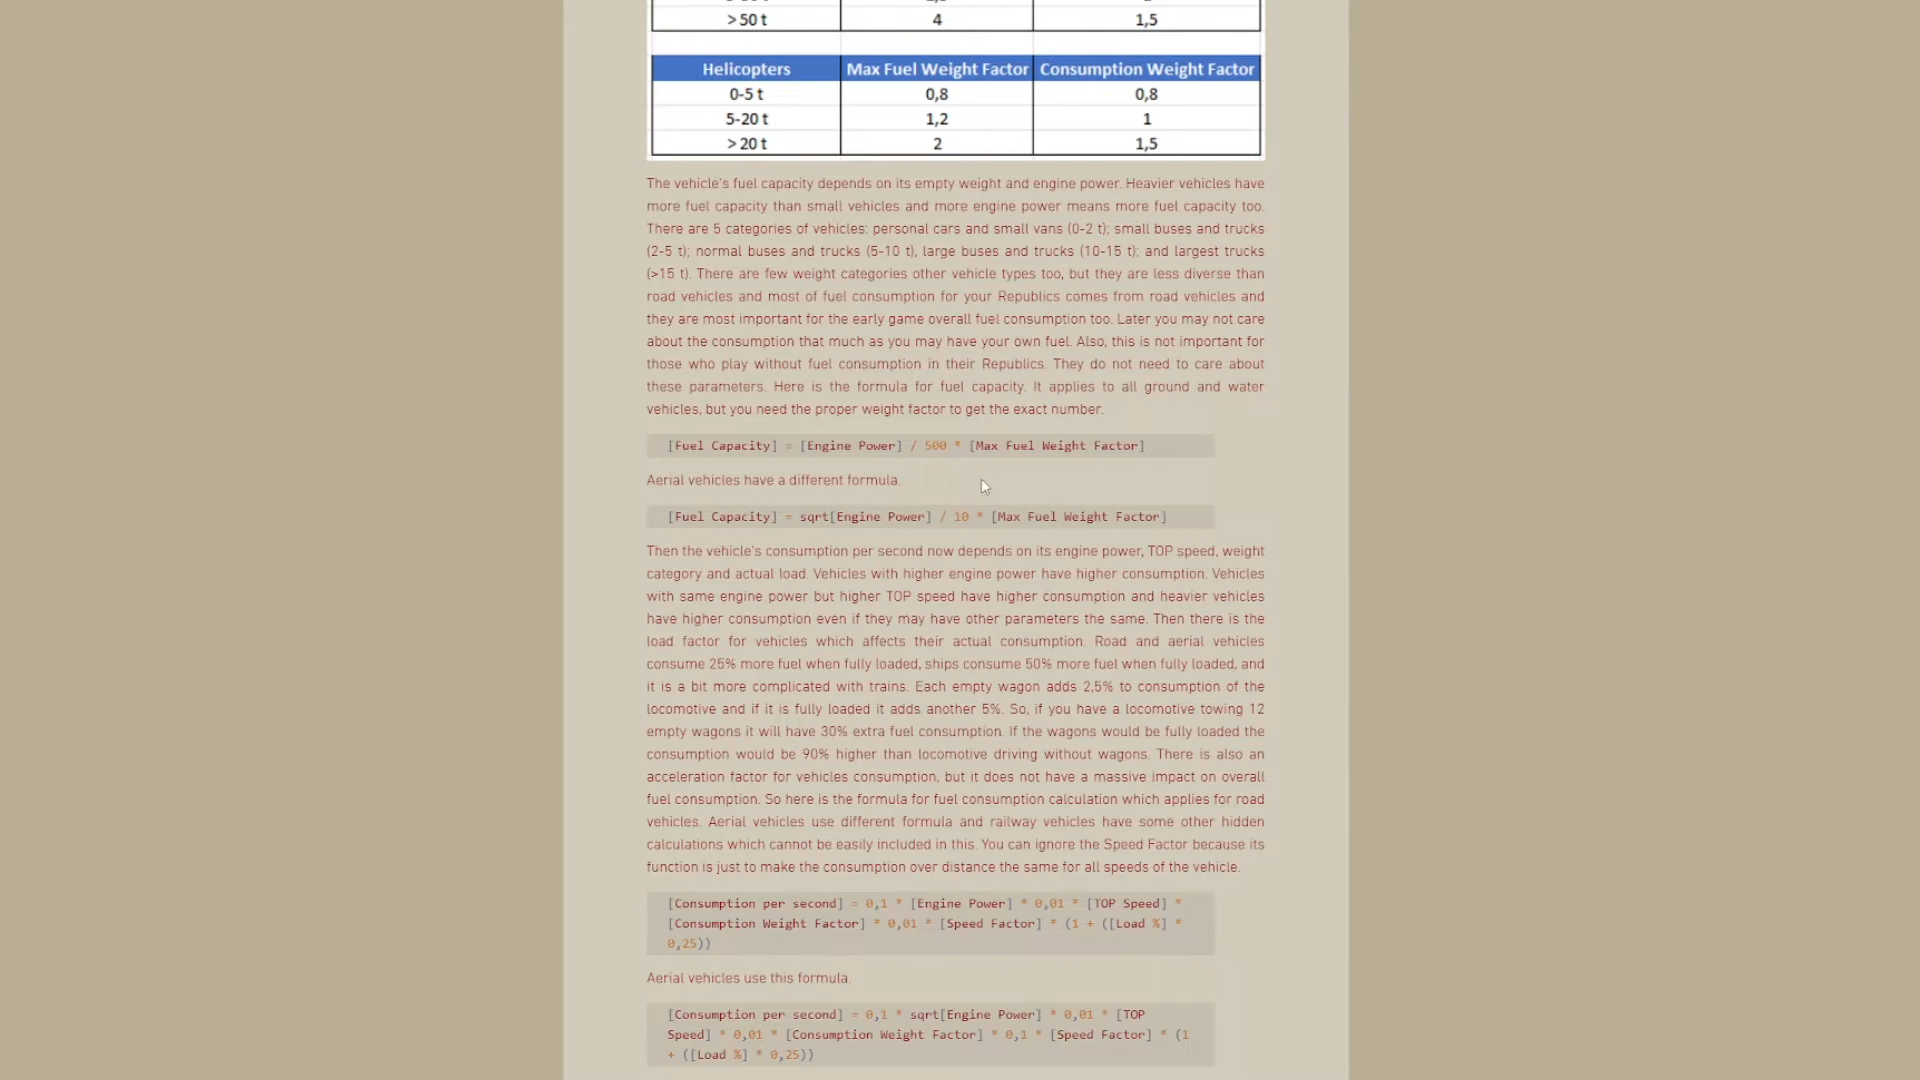 > 50 t 4 1,5
Helicopters Max Fuel Weight Factor Consumption Weight Factor
0-5 t 0,8 0,8
5-20 t 1,2 1
> 20 t 2 1,5
The vehicle's fuel capacity depends on its empty weight and engine power. Heavier vehicles have
more fuel capacity than small vehicles and more engine power means more fuel capacity too.
There are 5 categories of vehicles: personal cars and small vans (0-2 t); small buses and trucks
(2-5 t); normal buses and trucks (5-10 t), large buses and trucks (10-15 t); and largest trucks
(>15 t). There are few weight categories other vehicle types too, but they are less diverse than
road vehicles and most of fuel consumption for your Republics comes from road vehicles and
they are most important for the early game overall fuel consumption too. Later you may not care
about the consumption that much as you may have your own fuel. Also, this is not important for
those who play without fuel consumption in their Republics. They do not need to care about
these parameters. Here is the formula for fuel capacity. It applies to all ground and water
vehicles, but you need the proper weight factor to get the exact number.
[Fuel Capacity] = [Engine Power] / 500 * [Max Fuel Weight Factor]
Aerial vehicles have a different formula.
[Fuel Capacity] = sqrt[Engine Power] / 10 * [Max Fuel Weight Factor]
Then the vehicle's consumption per second now depends on its engine power, TOP speed, weight
category and actual load. Vehicles with higher engine power have higher consumption. Vehicles
with same engine power but higher TOP speed have higher consumption and heavier vehicles
have higher consumption even if they may have other parameters the same. Then there is the
load factor for vehicles which affects their actual consumption. Road and aerial vehicles
consume 25% more fuel when fully loaded, ships consume 50% more fuel when fully loaded, and
it is a bit more complicated with trains. Each empty wagon adds 2,5% to consumption of the
locomotive and if it is fully loaded it adds another 5%. So, if you have a locomotive towing 12
empty wagons it will have 30% extra fuel consumption. If the wagons would be fully loaded the
consumption would be 90% higher than locomotive driving without wagons. There is also an
acceleration factor for vehicles consumption, but it does not have a massive impact on overall
fuel consumption. So here is the formula for fuel consumption calculation which applies for road
vehicles. Aerial vehicles use different formula and railway vehicles have some other hidden
calculations which cannot be easily included in this. You can ignore the Speed Factor because its
function is just to make the consumption over distance the same for all speeds of the vehicle.
[Consumption per second] = 0,1 * [Engine Power] * 0,01 * [TOP Speed] *
[Consumption Weight Factor] * 0,01 * [Speed Factor] * (1 + ([Load %] *
0,25))
Aerial vehicles use this formula.
[Consumption per second] = 0,1 * sqrt[Engine Power] * 0,01 * [TOP
Speed] * 0,01 * [Consumption Weight Factor] * 0,1 * [Speed Factor] * (1
+ ([Load %] * 0,25))